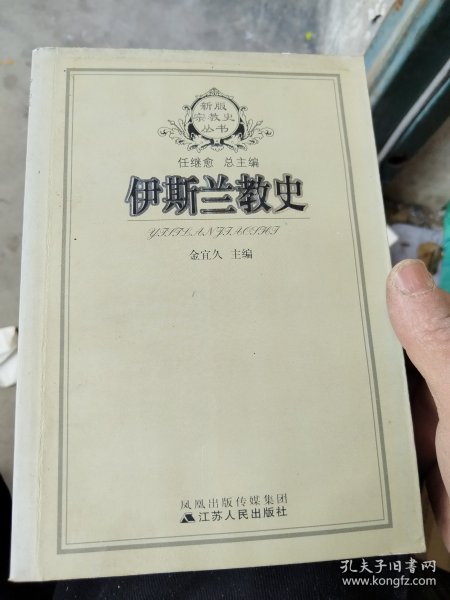 新版
宗教史
丛书
任继愈 总主编
伊斯兰教史
YISILANJIAOSHI
金宜久 主编
凤凰出版传媒集团
江苏人民出版社
孔夫子旧书网
www.kongfz.com